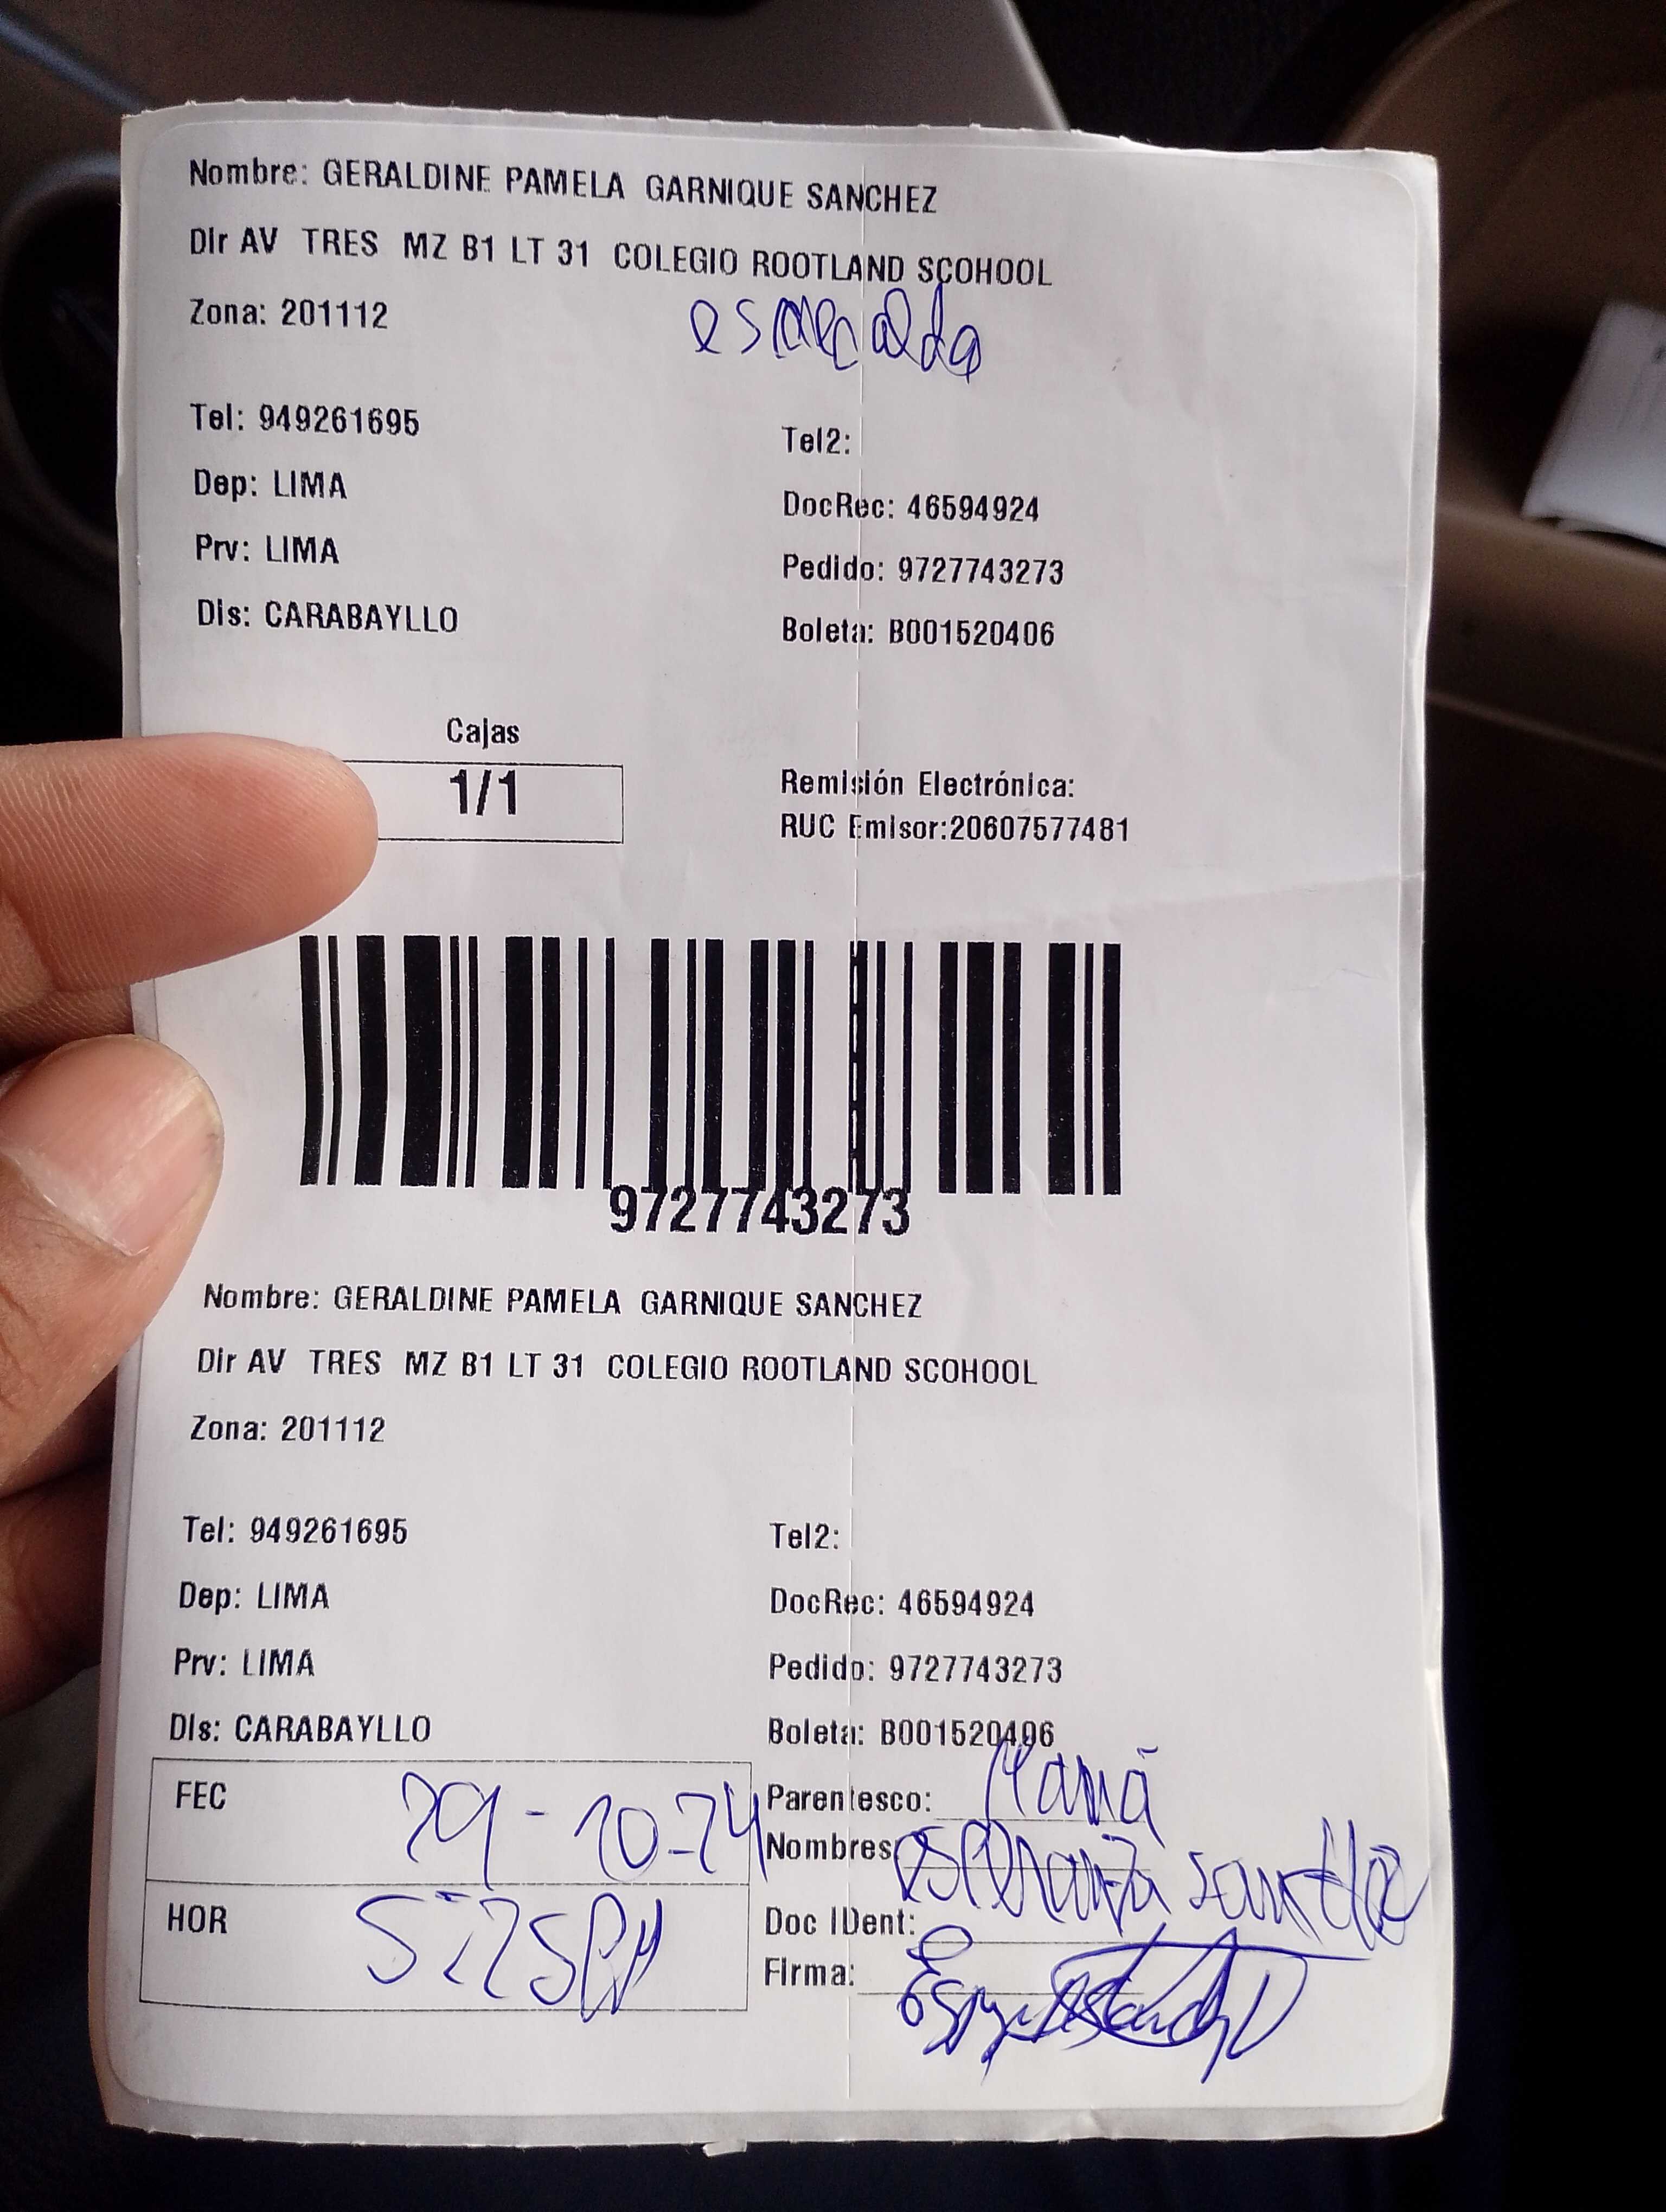 Nombre: GERALDINE PAMELA GARNIQUE SANCHEZ
Dir AV TRES MZ B1 LT 31 COLEGIO ROOTLAND SCOHOOL
Zona: 201112
esmeralda
Tel: 949261695
Tel2:
Dep: LIMA
DocRec: 46594924
Prv: LIMA
Pedido: 9727743273
Dis: CARABAYLLO
Boleta: B001520406
Cajas
1/1
Remisión Electrónica:
RUC Emisor:20607577481
9727743273
Nombre: GERALDINE PAMELA GARNIQUE SANCHEZ
Dir AV TRES MZ B1 LT 31 COLEGIO ROOTLAND SCOHOOL
Zona: 201112
Tel: 949261695
Tel2:
Dep: LIMA
DocRec: 46594924
Prv: LIMA
Pedido: 9727743273
Dis: CARABAYLLO
Boleta: B001520406
FEC 29-10-24
Parentesco: Mamá
Nombres: esperanza
HOR 5:25PM
Doc IDent:
Firma: